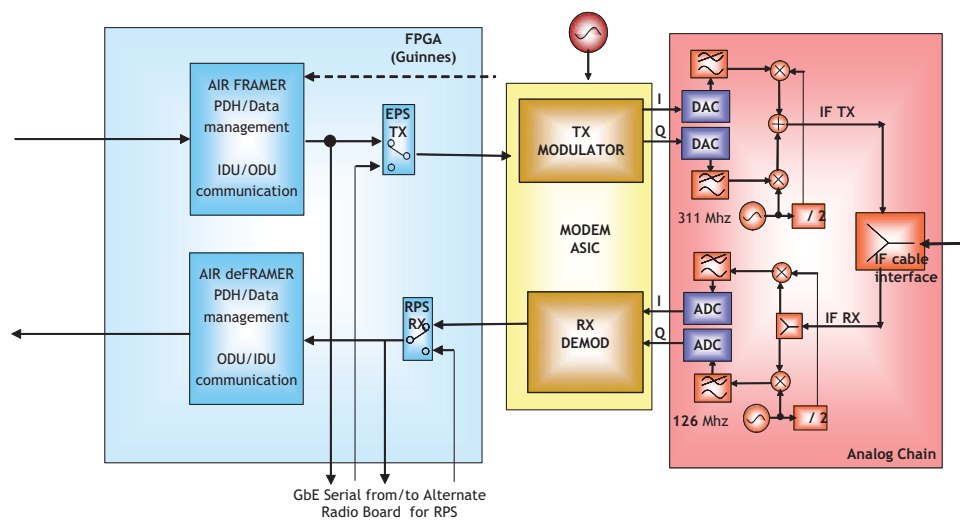 FPGA
(Guinnes)
AIR FRAMER
PDH/Data
management
IDU/ODU
communication
EPS
TX
AIR deFRAMER
PDH/Data
management
ODU/IDU
communication
RPS
RX
GbE Serial from/to Alternate
Radio Board for RPS
TX
MODULATOR
MODEM
ASIC
RX
DEMOD
I
Q
I
Q
DAC
DAC
311 Mhz
/ 2
IF TX
IF cable
interface
IF RX
ADC
ADC
126 Mhz
/ 2
Analog Chain